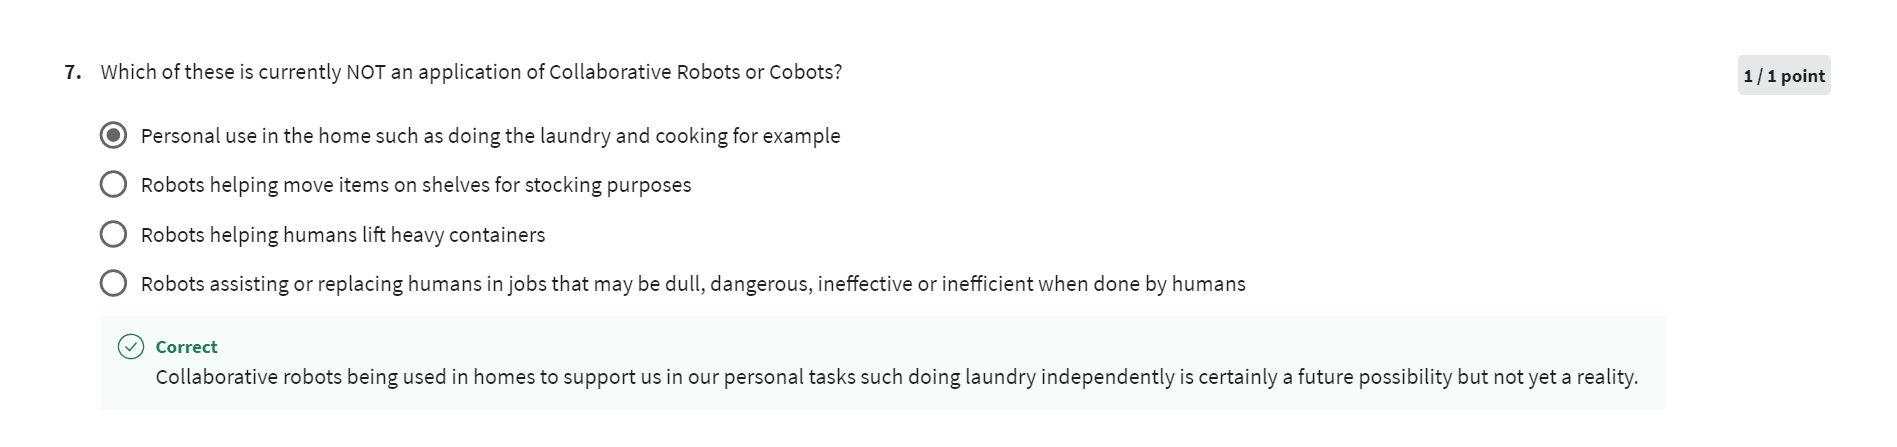 7. Which of these is currently NOT an application of Collaborative Robots or Cobots?
1 / 1 point
Personal use in the home such as doing the laundry and cooking for example
Robots helping move items on shelves for stocking purposes
Robots helping humans lift heavy containers
Robots assisting or replacing humans in jobs that may be dull, dangerous, ineffective or inefficient when done by humans
Correct
Collaborative robots being used in homes to support us in our personal tasks such doing laundry independently is certainly a future possibility but not yet a reality.